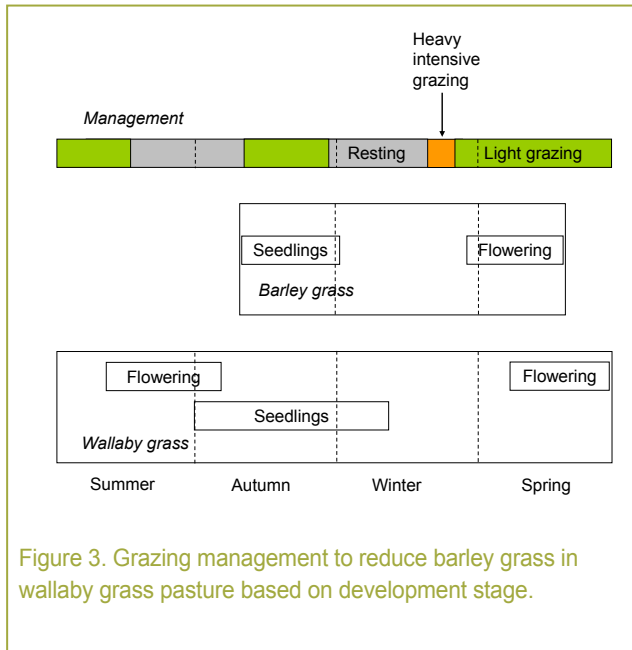 Heavy
intensive
grazing
Management
Resting
Light grazing
Seedlings
Flowering
Barley grass
Flowering
Flowering
Seedlings
Wallaby grass
Summer
Autumn
Winter
Spring
Figure 3. Grazing management to reduce barley grass in
wallaby grass pasture based on development stage.